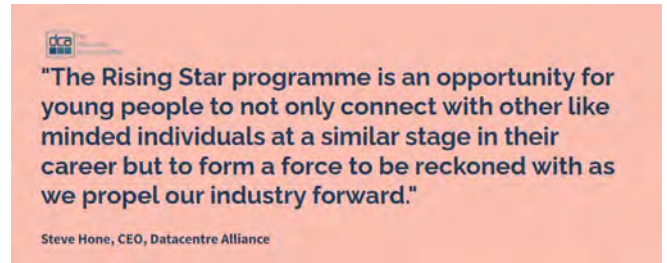 dca
"The Rising Star programme is an opportunity for
young people to not only connect with other like
minded individuals at a similar stage in their
career but to form a force to be reckoned with as
we propel our industry forward."
Steve Hone, CEO, Datacentre Alliance